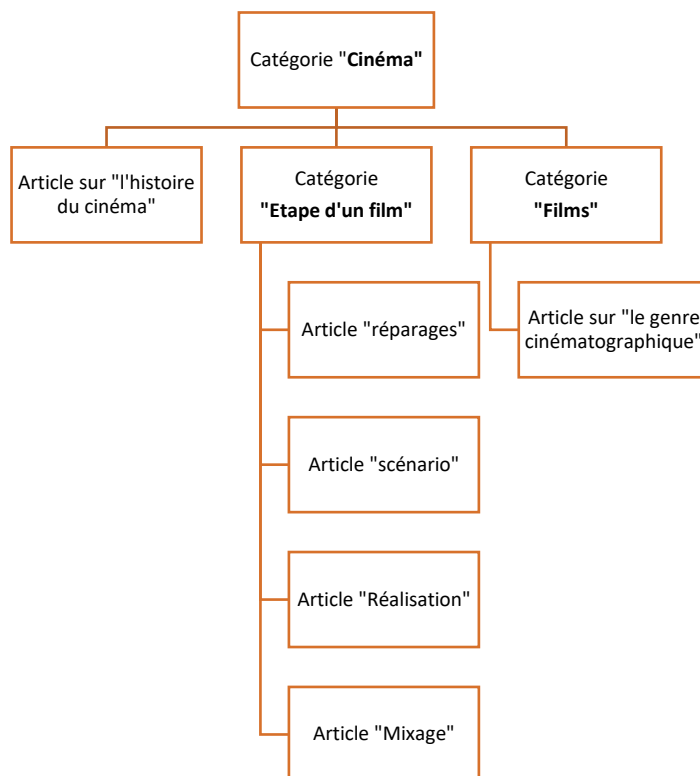 Catégorie "Cinéma"
Article sur "l'histoire
du cinéma"
Catégorie
"Etape d'un film"
Catégorie
"Films"
Article "réparages"
Article sur "le genre
cinématographique"
Article "scénario"
Article "Réalisation"
Article "Mixage"